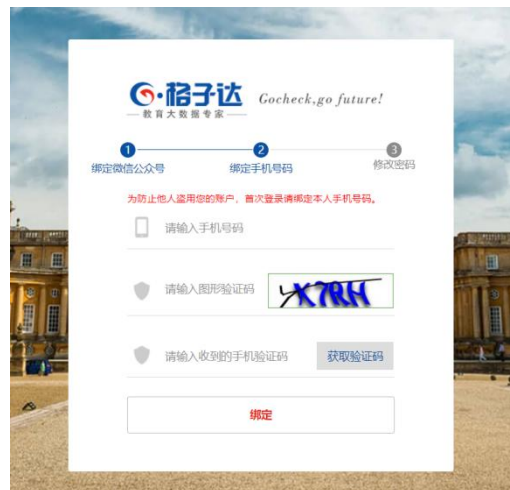 格子达
Gocheck,go future!
教育大数据专家
1 2 3
绑定微信公众号 绑定手机号码 修改密码
为防止他人盗用您的账户，首次登录请绑定本人手机号码。
请输入手机号码
请输入图形验证码 X7RH
请输入收到的手机验证码 获取验证码
绑定